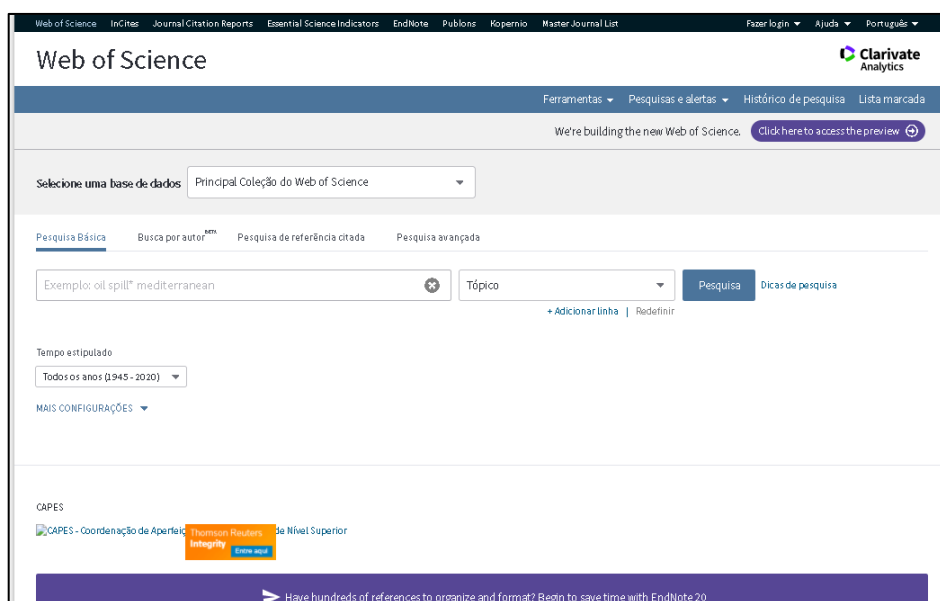 Web of Science InCites Journal Citation Reports Essential Science Indicators EndNote Publons Kopernio Master Journal List Fazer login Ajuda Português
Web of Science
Clarivate
Analytics
Ferramentas Pesquisas e alertas Histórico de pesquisa Lista marcada
We're building the new Web of Science. Click here to access the preview
Selecione uma base de dados Principal Coleção do Web of Science
Pesquisa Básica Busca por autor BETA Pesquisa de referência citada Pesquisa avançada
Exemplo: oil spill* mediterranean Tópico Pesquisa Dicas de pesquisa
+ Adicionar linha | Redefinir
Tempo estipulado
Todos os anos (1945 - 2020)
MAIS CONFIGURAÇÕES
CAPES
CAPES - Coordenação de Aperfeiç de Nível Superior
Thomson Reuters
Integrity
Entre aqui
Have hundreds of references to organize and format? Begin to save time with EndNote 20